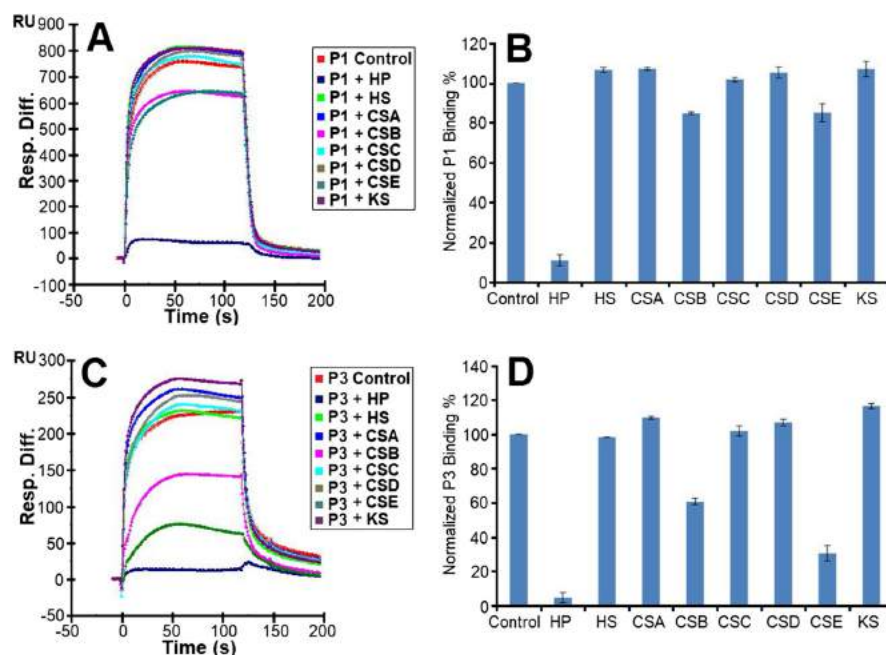 RU
A
900
800
700
600
500
400
300
200
100
0
-100
-50 0 50 100 150 200
Resp. Diff.
Time (s)
P1 Control
P1 + HP
P1 + HS
P1 + CSA
P1 + CSB
P1 + CSC
P1 + CSD
P1 + CSE
P1 + KS
B
120
100
80
60
40
20
0
Normalized P1 Binding %
Control HP HS CSA CSB CSC CSD CSE KS
RU
C
300
250
200
150
100
50
0
-50
-50 0 50 100 150 200
Resp. Diff.
Time (s)
P3 Control
P3 + HP
P3 + HS
P3 + CSA
P3 + CSB
P3 + CSC
P3 + CSD
P3 + CSE
P3 + KS
D
140
120
100
80
60
40
20
0
Normalized P3 Binding %
Control HP HS CSA CSB CSC CSD CSE KS